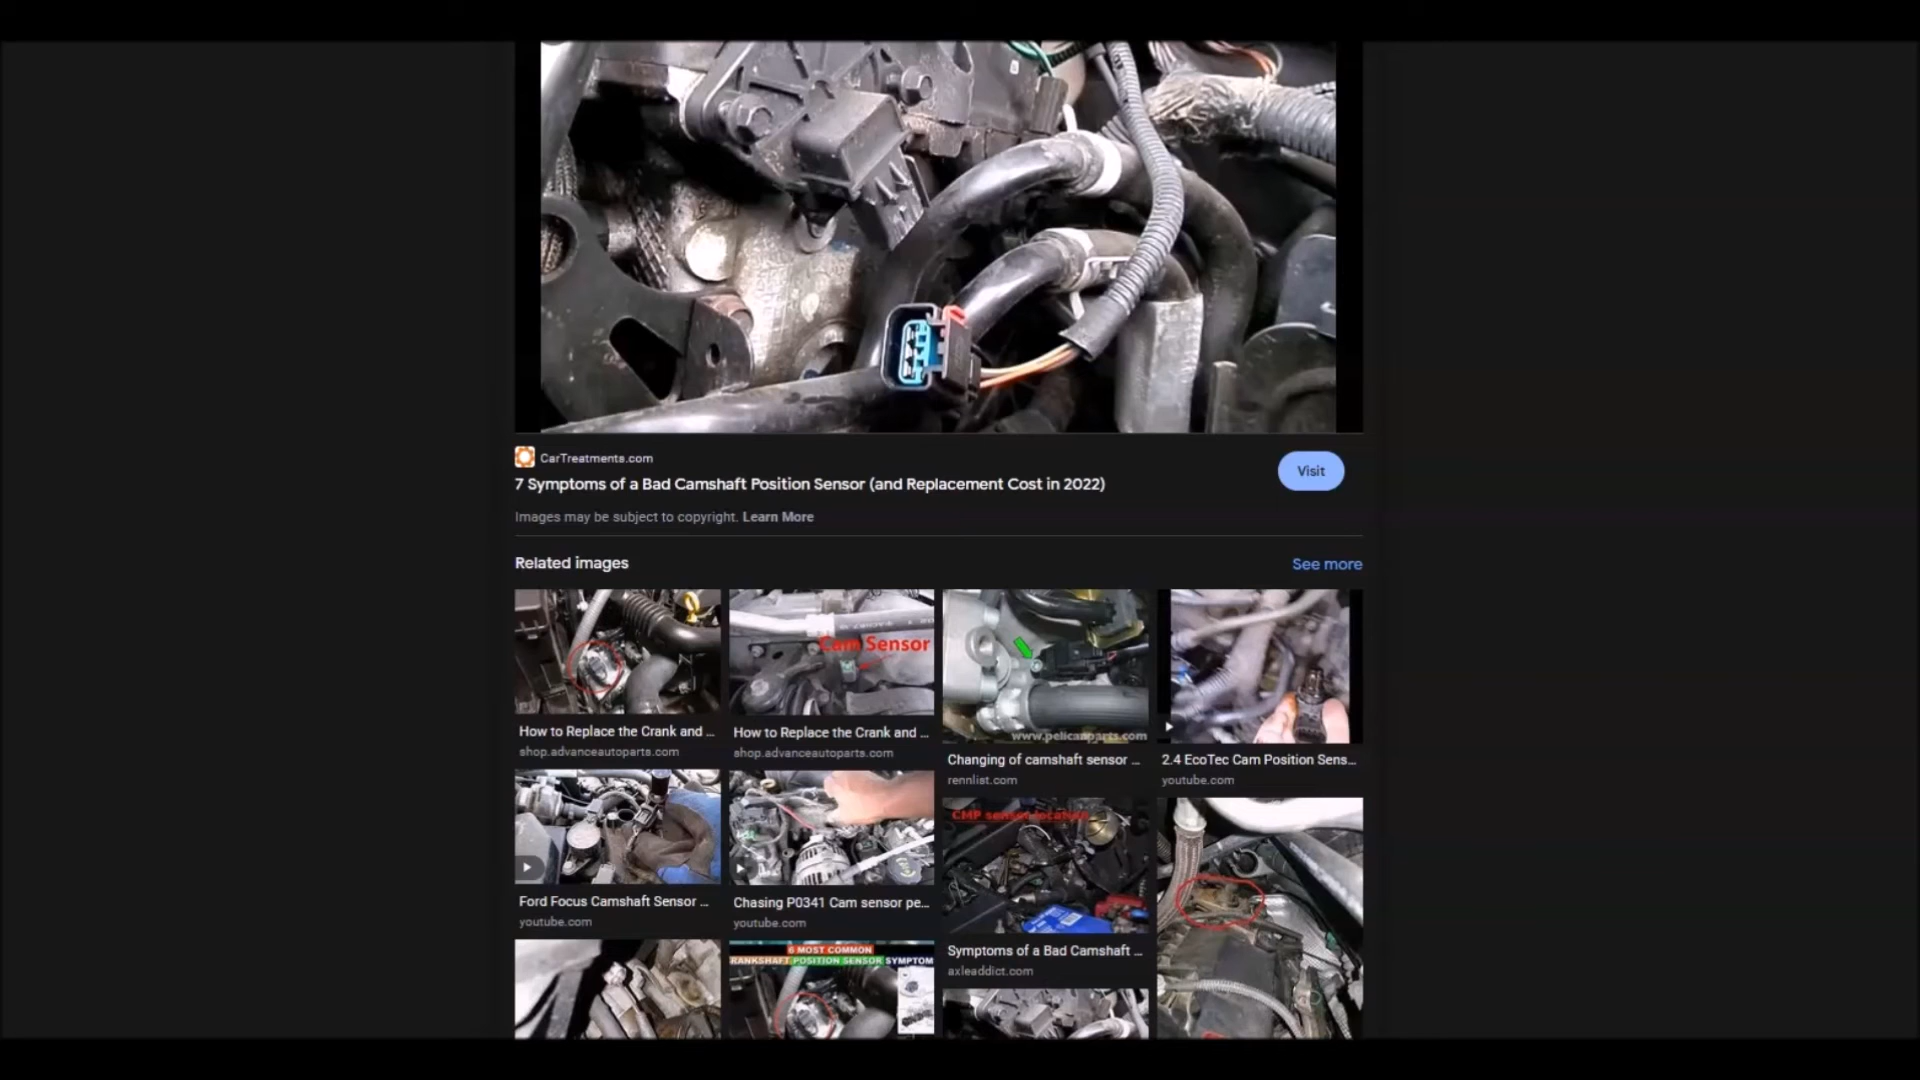 CarTreatments.com
7 Symptoms of a Bad Camshaft Position Sensor (and Replacement Cost in 2022)
Visit
Images may be subject to copyright. Learn More
Related images
See more
Cam Sensor
How to Replace the Crank and ...
shop.advanceautoparts.com
How to Replace the Crank and ...
shop.advanceautoparts.com
www.pelicanparts.com
Changing of camshaft sensor ...
rennlist.com
2.4 EcoTec Cam Position Sens...
youtube.com
Ford Focus Camshaft Sensor ...
youtube.com
Chasing P0341 Cam sensor pe...
youtube.com
CMP sensor location
Symptoms of a Bad Camshaft ...
axleaddict.com
6 MOST COMMON
RANKSHAFT POSITION SENSOR SYMPTOM